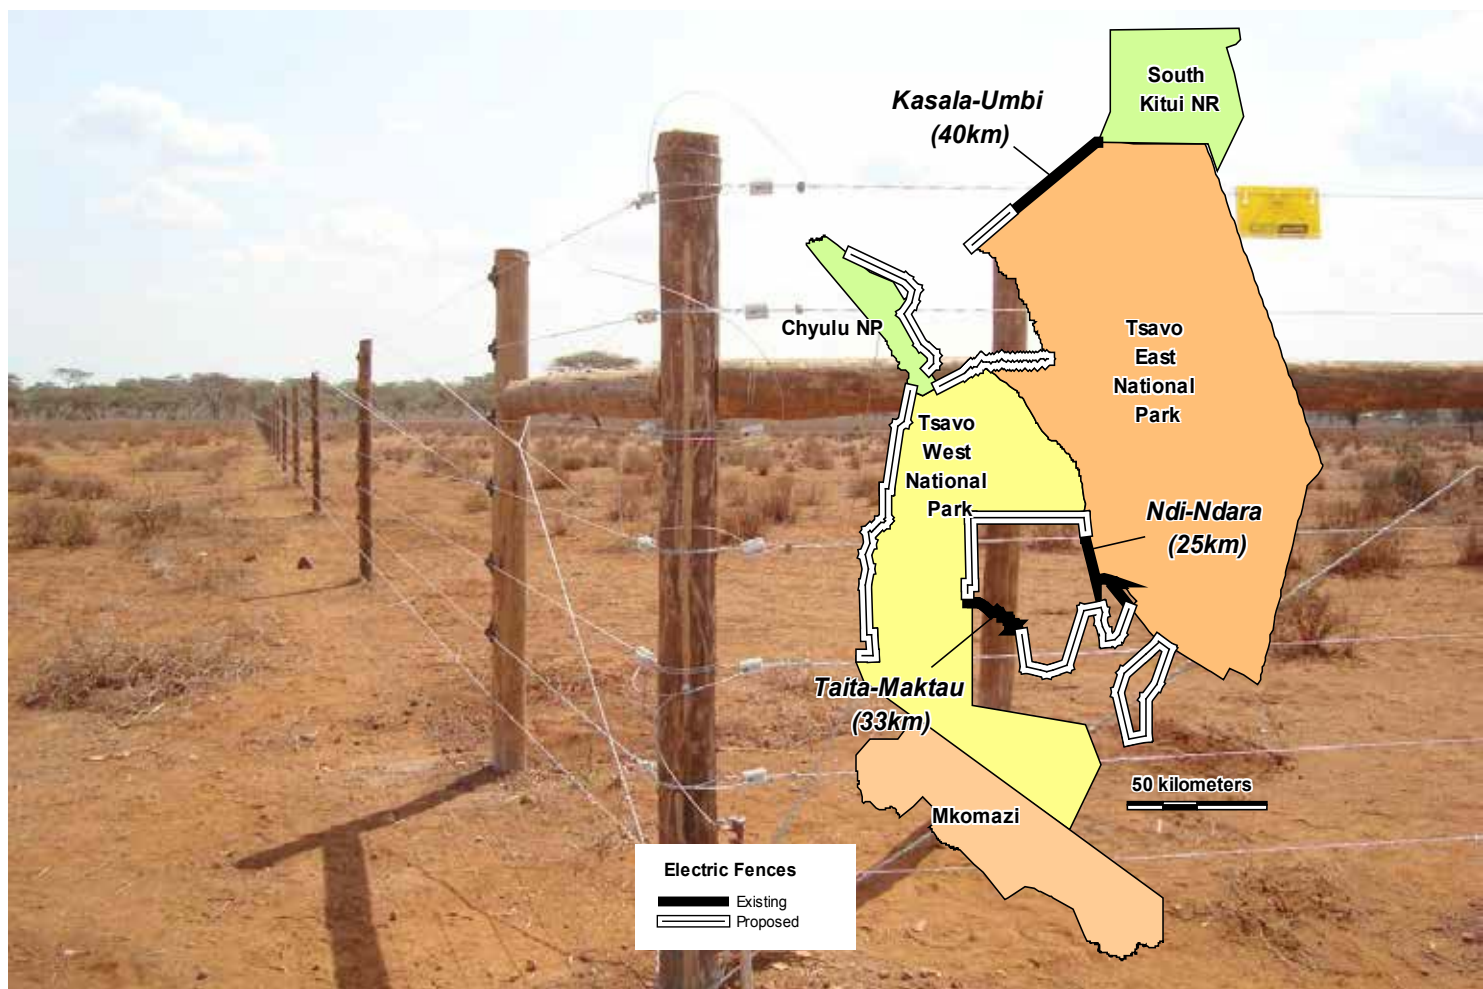 South
Kitui NR
Kasala-Umbi
(40km)
Chyulu NP
Tsavo
East
National
Park
Tsavo
West
National
Park
Ndi-Ndara
(25km)
Taita-Maktau
(33km)
50 kilometers
Mkomazi
Electric Fences
Existing
Proposed